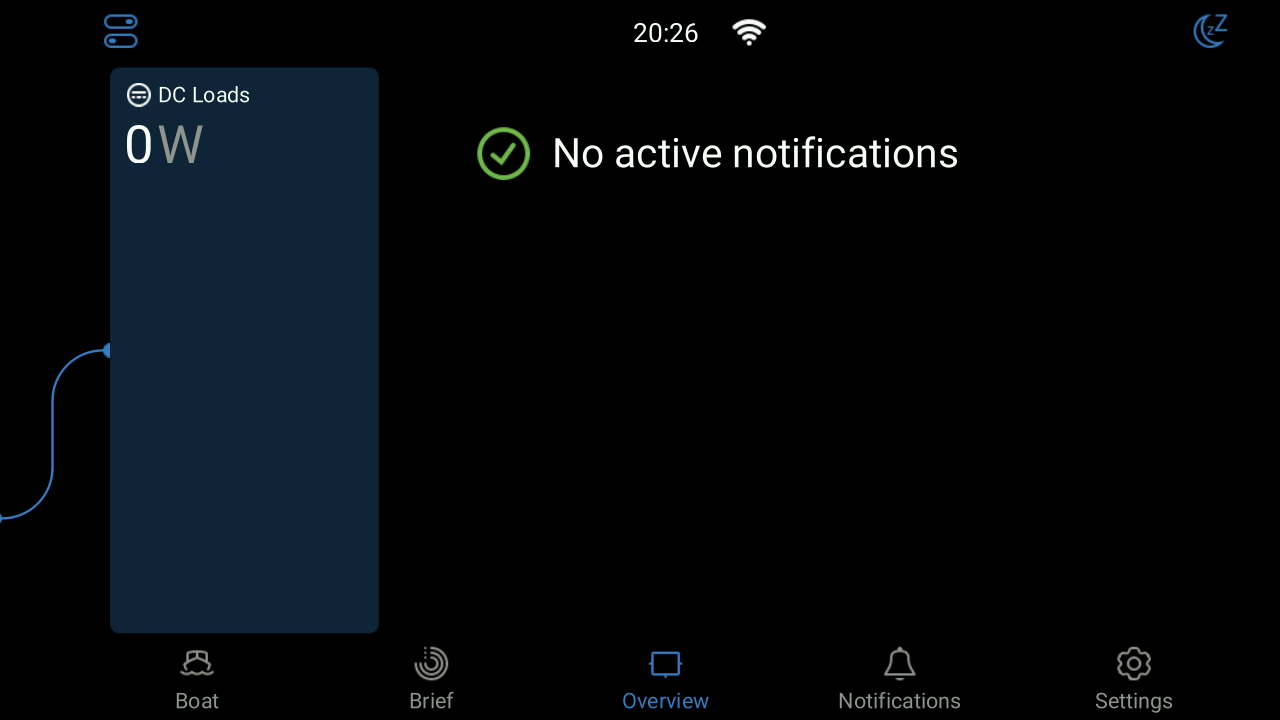 20:26
DC Loads
0W
No active notifications
Boat
Brief
Overview
Notifications
Settings